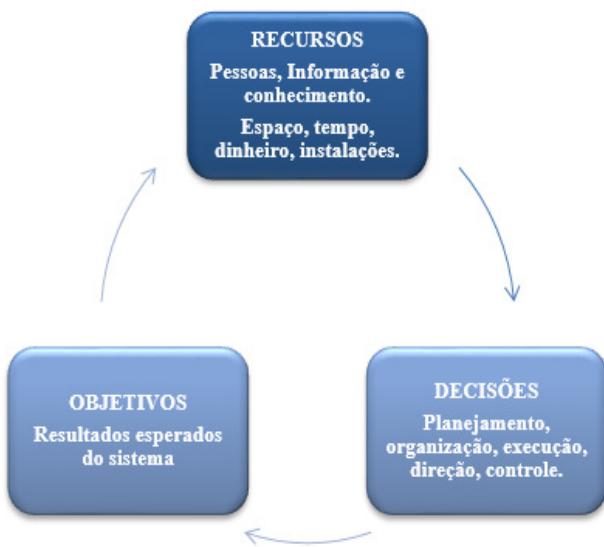 RECURSOS
Pessoas, Informação e
conhecimento.
Espaço, tempo,
dinheiro, instalações.
OBJETIVOS
Resultados esperados
do sistema
DECISÕES
Planejamento,
organização, execução,
direção, controle.